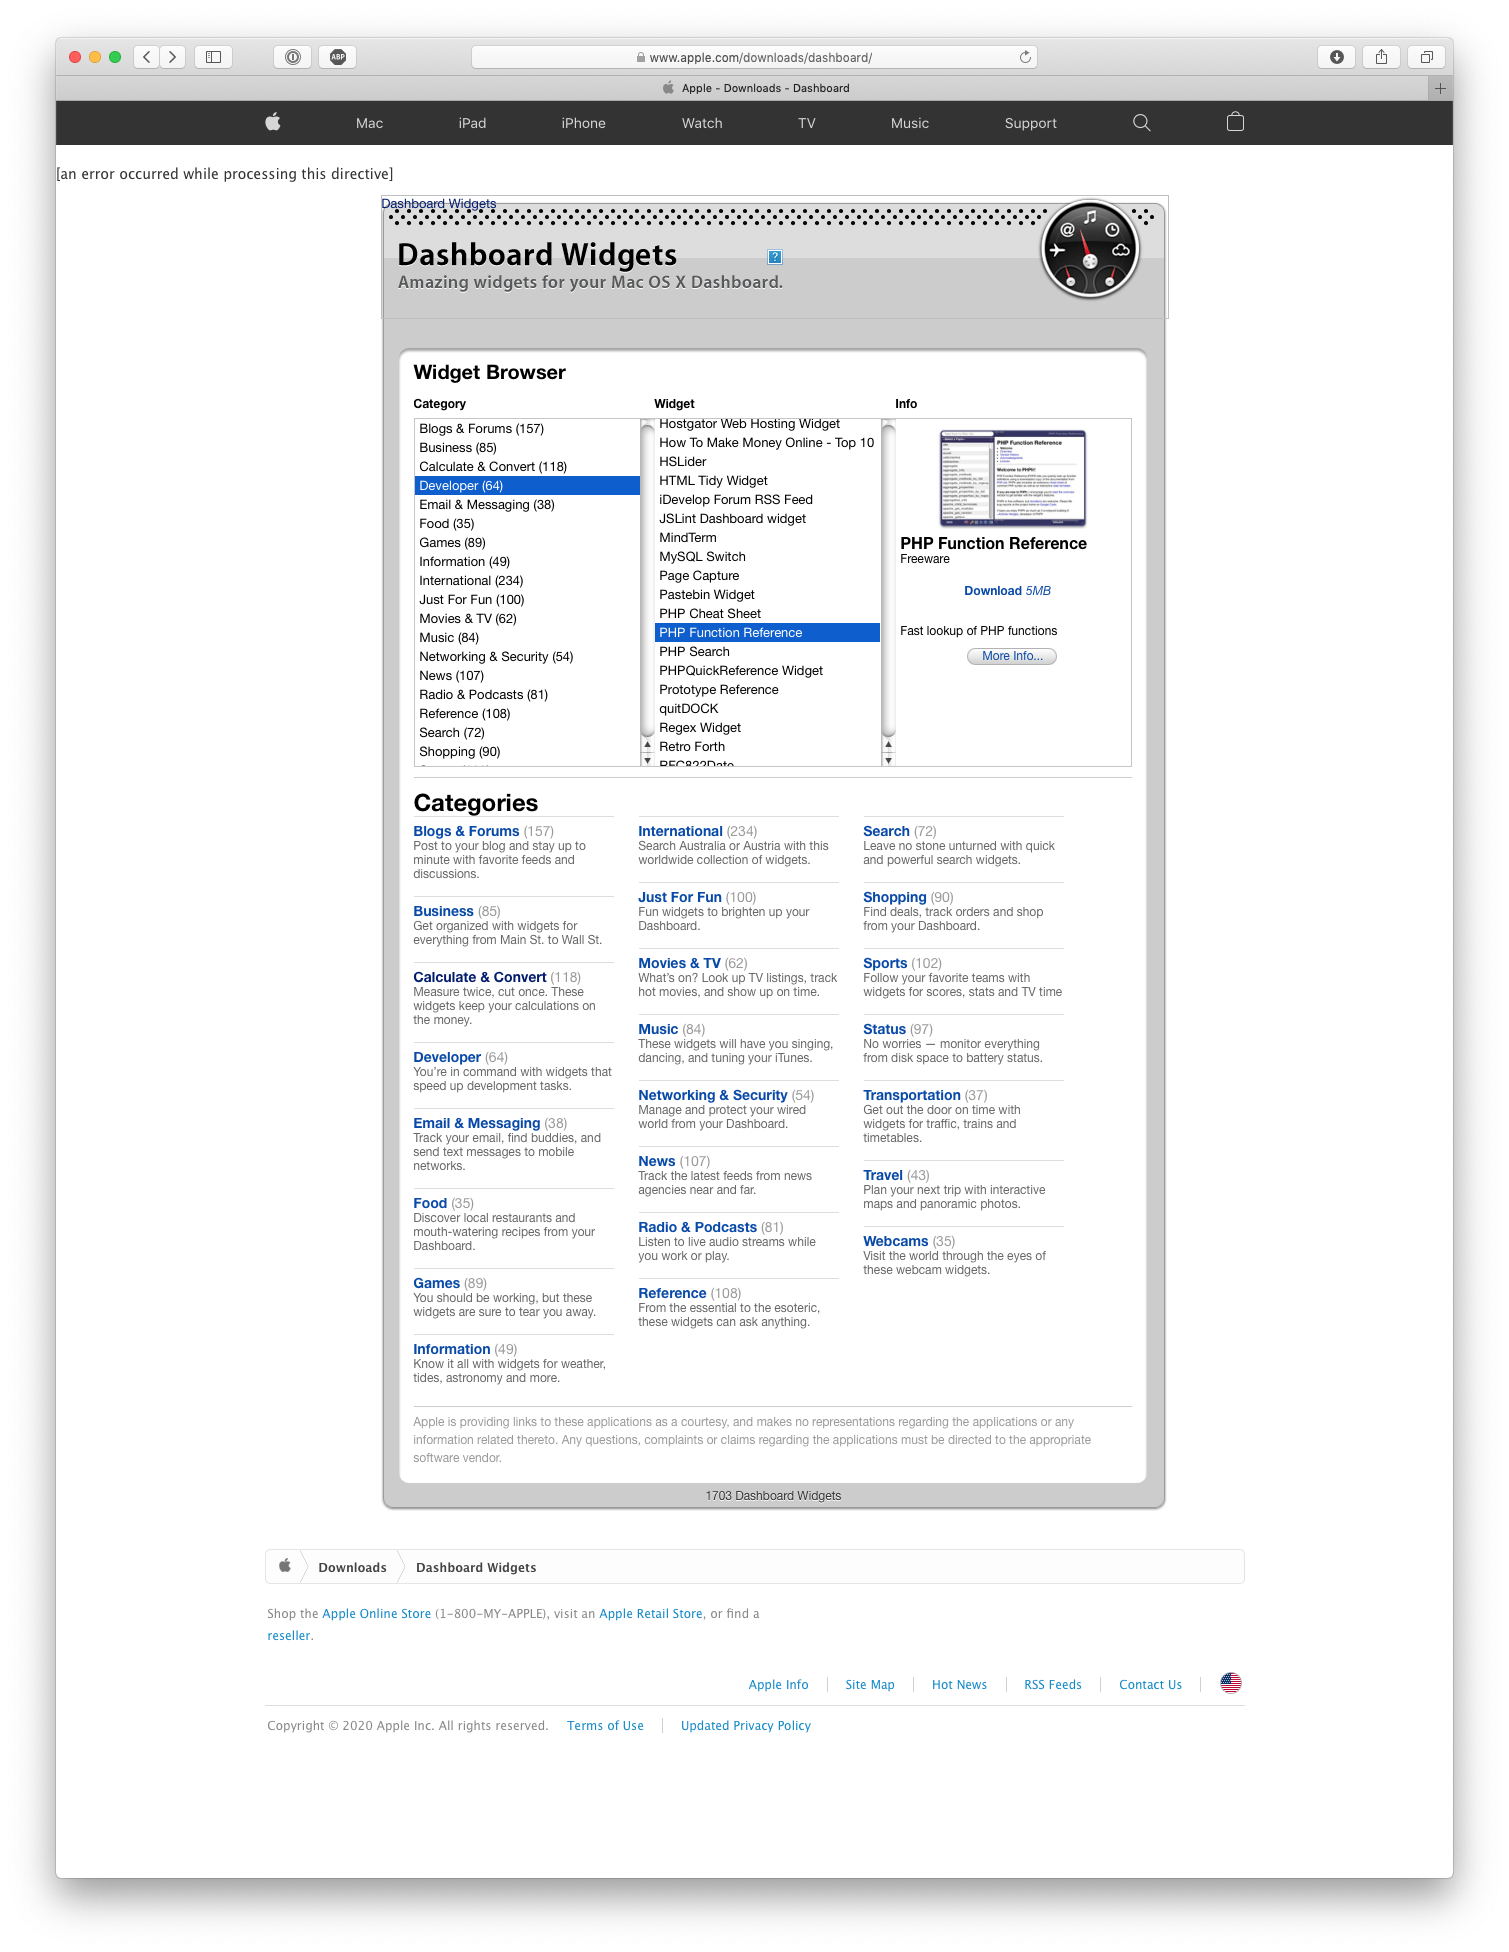 ABP
www.apple.com/downloads/dashboard/
Apple - Downloads - Dashboard
Mac
iPad
iPhone
Watch
TV
Music
Support
[an error occurred while processing this directive]
Dashboard Widgets
Dashboard Widgets
Amazing widgets for your Mac OS X Dashboard.
Widget Browser
Category
Blogs & Forums (157)
Business (85)
Calculate & Convert (118)
Developer (64)
Email & Messaging (38)
Food (35)
Games (89)
Information (49)
International (234)
Just For Fun (100)
Movies & TV (62)
Music (84)
Networking & Security (54)
News (107)
Radio & Podcasts (81)
Reference (108)
Search (72)
Shopping (90)
Widget
Hostgator Web Hosting Widget
How To Make Money Online - Top 10
HSLider
HTML Tidy Widget
iDevelop Forum RSS Feed
JSLint Dashboard widget
MindTerm
MySQL Switch
Page Capture
Pastebin Widget
PHP Cheat Sheet
PHP Function Reference
PHP Search
PHPQuickReference Widget
Prototype Reference
quitDOCK
Regex Widget
Retro Forth
RFC822Date
Info
PHP Function Reference
Welcome to PHPfr!
PHP Function Reference
Freeware
Download 5MB
Fast lookup of PHP functions
More Info...
Categories
Blogs & Forums (157)
Post to your blog and stay up to
minute with favorite feeds and
discussions.
Business (85)
Get organized with widgets for
everything from Main St. to Wall St.
Calculate & Convert (118)
Measure twice, cut once. These
widgets keep your calculations on
the money.
Developer (64)
You're in command with widgets that
speed up development tasks.
Email & Messaging (38)
Track your email, find buddies, and
send text messages to mobile
networks.
Food (35)
Discover local restaurants and
mouth-watering recipes from your
Dashboard.
Games (89)
You should be working, but these
widgets are sure to tear you away.
Information (49)
Know it all with widgets for weather,
tides, astronomy and more.
International (234)
Search Australia or Austria with this
worldwide collection of widgets.
Just For Fun (100)
Fun widgets to brighten up your
Dashboard.
Movies & TV (62)
What's on? Look up TV listings, track
hot movies, and show up on time.
Music (84)
These widgets will have you singing,
dancing, and tuning your iTunes.
Networking & Security (54)
Manage and protect your wired
world from your Dashboard.
News (107)
Track the latest feeds from news
agencies near and far.
Radio & Podcasts (81)
Listen to live audio streams while
you work or play.
Reference (108)
From the essential to the esoteric,
these widgets can ask anything.
Search (72)
Leave no stone unturned with quick
and powerful search widgets.
Shopping (90)
Find deals, track orders and shop
from your Dashboard.
Sports (102)
Follow your favorite teams with
widgets for scores, stats and TV time
Status (97)
No worries — monitor everything
from disk space to battery status.
Transportation (37)
Get out the door on time with
widgets for traffic, trains and
timetables.
Travel (43)
Plan your next trip with interactive
maps and panoramic photos.
Webcams (35)
Visit the world through the eyes of
these webcam widgets.
Apple is providing links to these applications as a courtesy, and makes no representations regarding the applications or any
information related thereto. Any questions, complaints or claims regarding the applications must be directed to the appropriate
software vendor.
1703 Dashboard Widgets
Downloads
Dashboard Widgets
Shop the Apple Online Store (1-800-MY-APPLE), visit an Apple Retail Store, or find a
reseller.
Apple Info
Site Map
Hot News
RSS Feeds
Contact Us
Copyright © 2020 Apple Inc. All rights reserved.
Terms of Use
Updated Privacy Policy